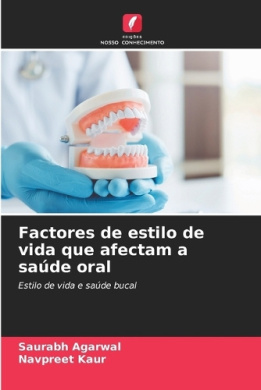 edições
NOSSO CONHECIMENTO
Factores de estilo de
vida que afectam a
saúde oral
Estilo de vida e saúde bucal
Saurabh Agarwal
Navpreet Kaur